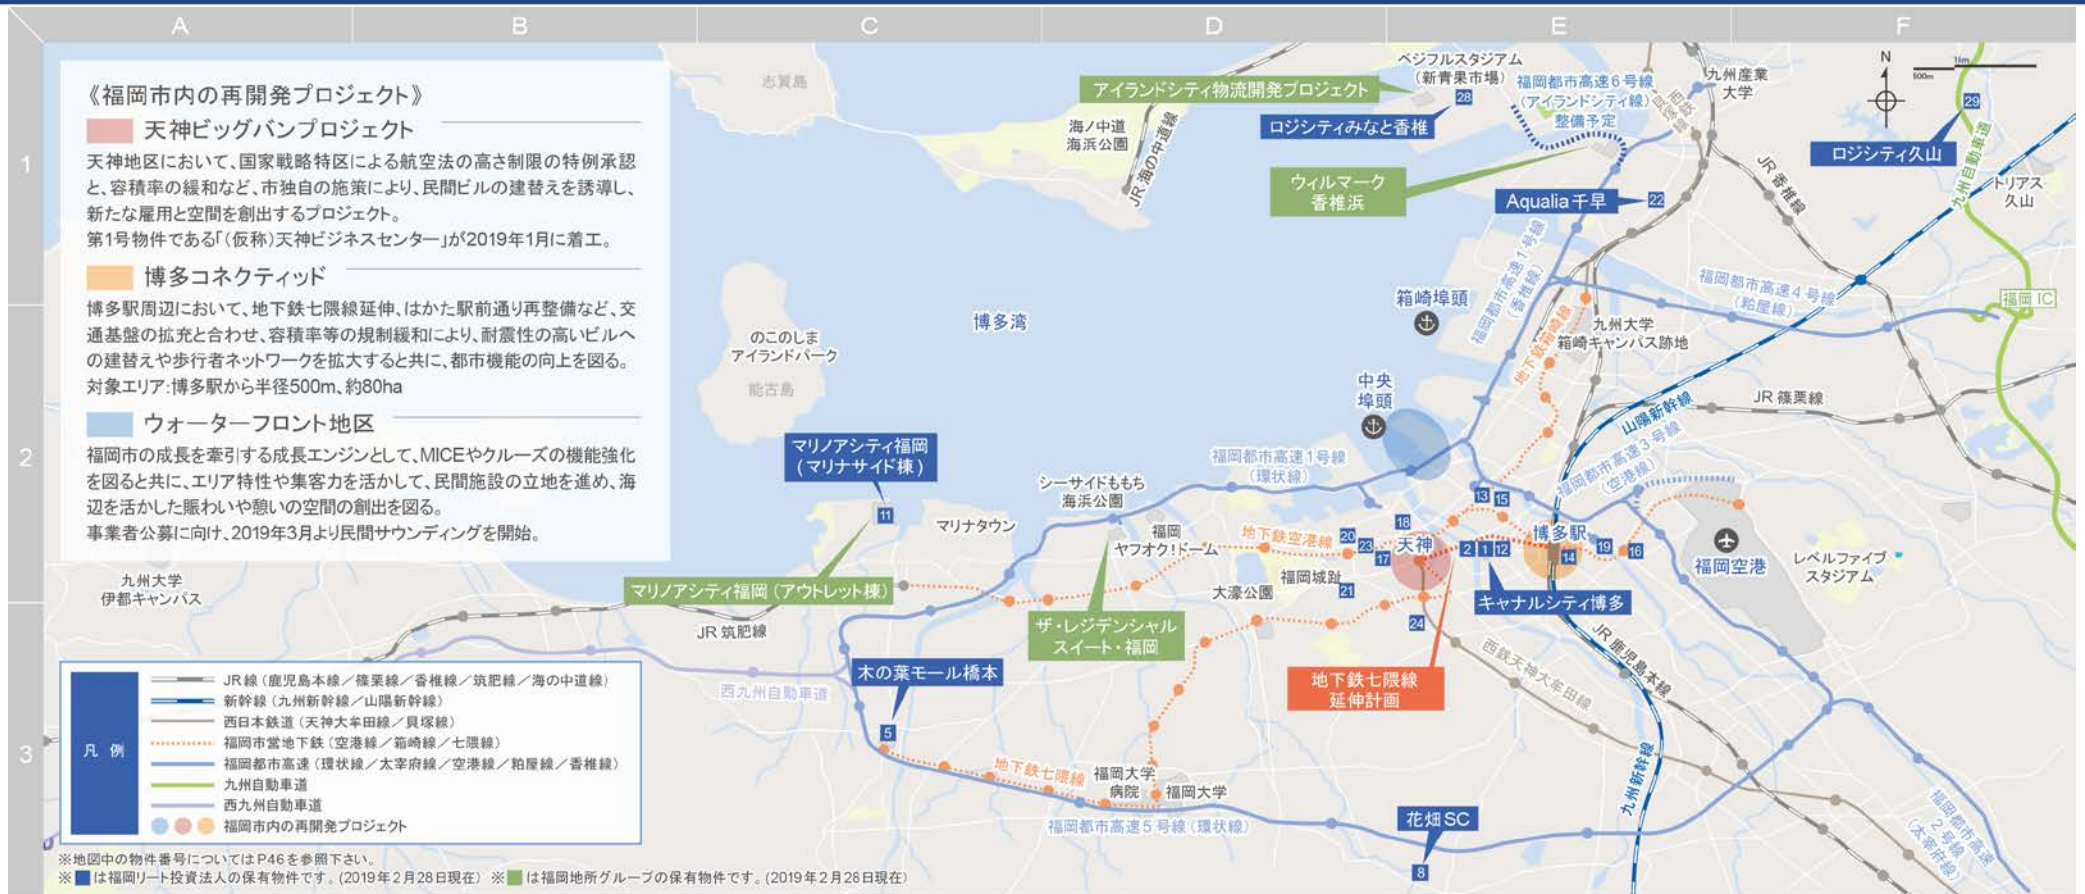 A
B
C
D
E
F
1
2
3
《福岡市内の再開発プロジェクト》
天神ビッグバンプロジェクト
天神地区において、国家戦略特区による航空法の高さ制限の特例承認
と、容積率の緩和など、市独自の施策により、民間ビルの建替えを誘導し、
新たな雇用と空間を創出するプロジェクト。
第1号物件である「(仮称)天神ビジネスセンター」が2019年1月に着工。
博多コネクティッド
博多駅周辺において、地下鉄七隈線延伸、はかた駅前通り再整備など、交
通基盤の拡充と合わせ、容積率等の規制緩和により、耐震性の高いビルへ
の建替えや歩行者ネットワークを拡大すると共に、都市機能の向上を図る。
対象エリア:博多駅から半径500m、約80ha
ウォーターフロント地区
福岡市の成長を牽引する成長エンジンとして、MICEやクルーズの機能強化
を図ると共に、エリア特性や集客力を活かして、民間施設の立地を進め、海
辺を活かした賑わいや憩いの空間の創出を図る。
事業者公募に向け、2019年3月より民間サウンディングを開始。
志賀島
海ノ中道
海浜公園
JR 海の中道線
アイランドシティ物流開発プロジェクト
ベジフルスタジアム
(新青果市場)
28
ロジシティみなと香椎
福岡都市高速6号線
(アイランドシティ線)
整備予定
九州産業
大学
N
500m
1km
29
ロジシティ久山
九州自動車道
トリアス
久山
ウィルマーク
香椎浜
Aqualia 千早
22
JR 香椎線
福岡都市高速1号線
(香椎線)
福岡都市高速4号線
(粕屋線)
福岡 IC
箱崎埠頭
九州大学
箱崎キャンパス跡地
地下鉄箱崎線
のこのしま
アイランドパーク
能古島
博多湾
中央
埠頭
山陽新幹線
JR 篠栗線
福岡都市高速3号線
(空港線)
マリノアシティ福岡
(マリナサイド棟)
11
マリナタウン
シーサイドももち
海浜公園
福岡都市高速1号線
(環状線)
福岡
ヤフオク!ドーム
地下鉄空港線
20
23
18
17
天神
13
15
2
1
12
博多駅
14
19
16
福岡空港
レベルファイブ
スタジアム
九州大学
伊都キャンパス
マリノアシティ福岡(アウトレット棟)
大濠公園
福岡城趾
21
キャナルシティ博多
24
JR 筑肥線
ザ・レジデンシャル
スイート・福岡
地下鉄七隈線
延伸計画
西鉄天神大牟田線
JR 鹿児島本線
西九州自動車道
木の葉モール橋本
5
地下鉄七隈線
福岡大学
病院
福岡大学
福岡都市高速5号線(環状線)
花畑SC
8
九州新幹線
福岡都市高速
2号線
(太宰府線)
凡 例
JR線(鹿児島本線/篠栗線/香椎線/筑肥線/海の中道線)
新幹線(九州新幹線/山陽新幹線)
西日本鉄道(天神大牟田線/貝塚線)
福岡市営地下鉄(空港線/箱崎線/七隈線)
福岡都市高速(環状線/太宰府線/空港線/粕屋線/香椎線)
九州自動車道
西九州自動車道
福岡市内の再開発プロジェクト
※地図中の物件番号についてはP46を参照下さい。
※■は福岡リート投資法人の保有物件です。(2019年2月28日現在) ※■は福岡地所グループの保有物件です。(2019年2月28日現在)